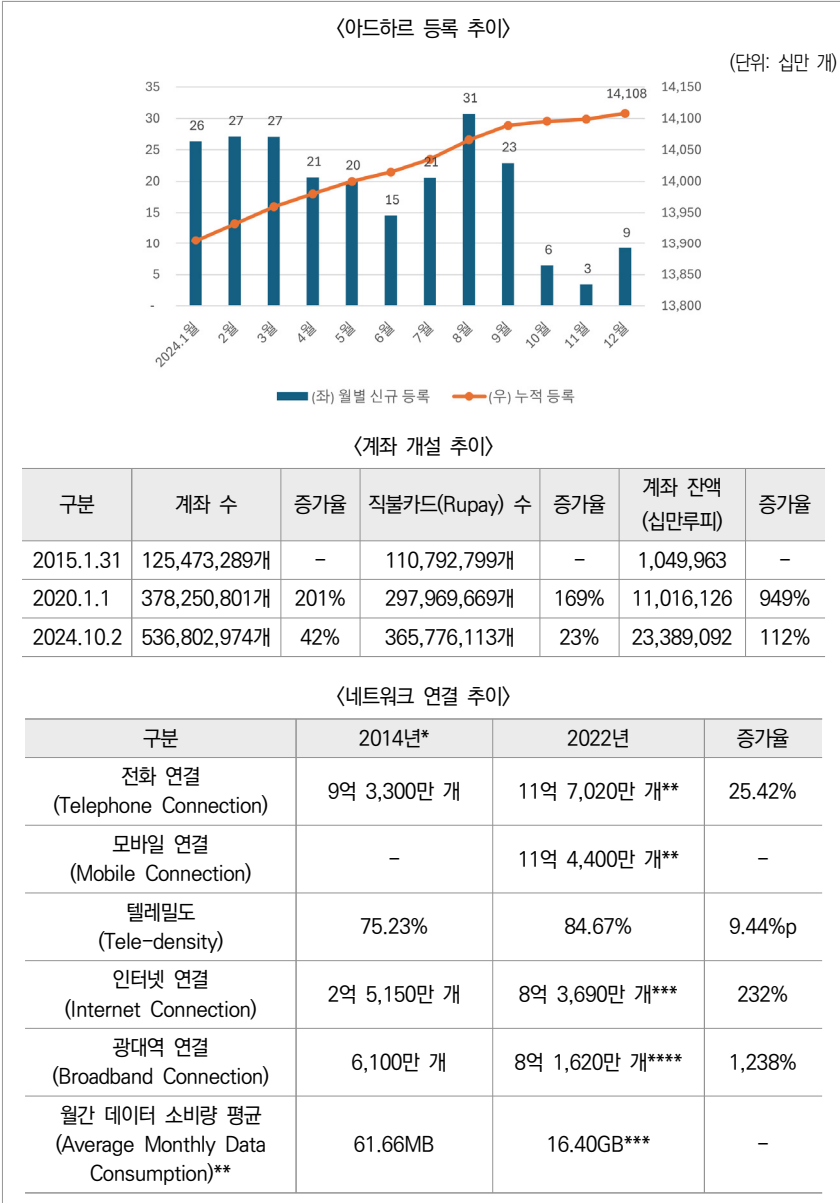 〈아드하르 등록 추이〉
(단위: 십만 개)
35 14,150
30 14,100
25 14,050
20 14,000
15 13,950
10 13,900
5 13,850
- 13,800
26 27 27 21 20 15 21 31 23 6 3 9
14,108
2024.1월 2월 3월 4월 5월 6월 7월 8월 9월 10월 11월 12월
(좌) 월별 신규 등록 (우) 누적 등록
〈계좌 개설 추이〉
구분 계좌 수 증가율 직불카드(Rupay) 수 증가율 계좌 잔액 (십만루피) 증가율
2015.1.31 125,473,289개 – 110,792,799개 – 1,049,963 –
2020.1.1 378,250,801개 201% 297,969,669개 169% 11,016,126 949%
2024.10.2 536,802,974개 42% 365,776,113개 23% 23,389,092 112%
〈네트워크 연결 추이〉
구분 2014년* 2022년 증가율
전화 연결
(Telephone Connection) 9억 3,300만 개 11억 7,020만 개** 25.42%
모바일 연결
(Mobile Connection) – 11억 4,400만 개** –
텔레밀도
(Tele-density) 75.23% 84.67% 9.44%p
인터넷 연결
(Internet Connection) 2억 5,150만 개 8억 3,690만 개*** 232%
광대역 연결
(Broadband Connection) 6,100만 개 8억 1,620만 개**** 1,238%
월간 데이터 소비량 평균
(Average Monthly Data
Consumption)** 61.66MB 16.40GB*** –